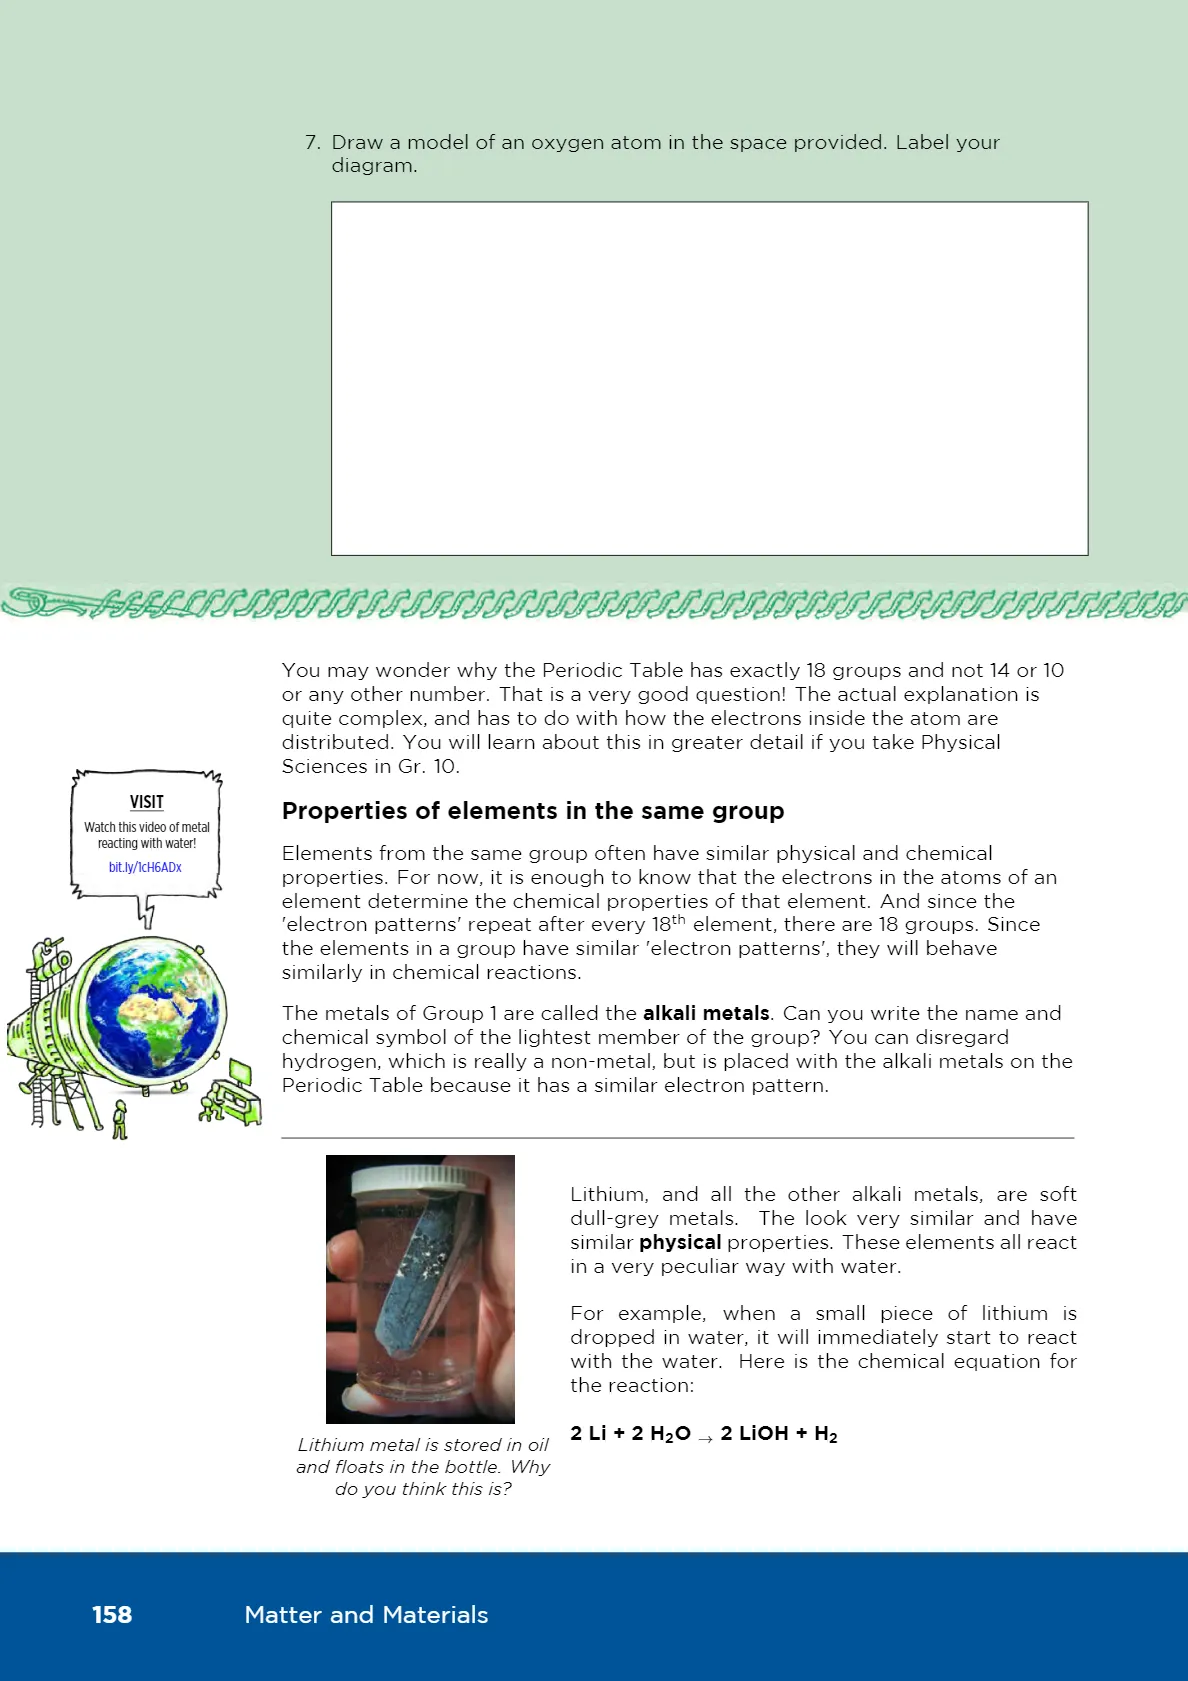 7. Draw a model of an oxygen atom in the space provided. Label your
diagram.
You may wonder why the Periodic Table has exactly 18 groups and not 14 or 10
or any other number. That is a very good question! The actual explanation is
quite complex, and has to do with how the electrons inside the atom are
distributed. You will learn about this in greater detail if you take Physical
Sciences in Gr. 10.
VISIT
Watch this video of metal
reacting with water!
bit.ly/1cH6ADx
Properties of elements in the same group
Elements from the same group often have similar physical and chemical
properties. For now, it is enough to know that the electrons in the atoms of an
element determine the chemical properties of that element. And since the
'electron patterns' repeat after every 18th element, there are 18 groups. Since
the elements in a group have similar 'electron patterns', they will behave
similarly in chemical reactions.
The metals of Group 1 are called the alkali metals. Can you write the name and
chemical symbol of the lightest member of the group? You can disregard
hydrogen, which is really a non-metal, but is placed with the alkali metals on the
Periodic Table because it has a similar electron pattern.
Lithium metal is stored in oil
and floats in the bottle. Why
do you think this is?
Lithium, and all the other alkali metals, are soft
dull-grey metals. The look very similar and have
similar physical properties. These elements all react
in a very peculiar way with water.
For example, when a small piece of lithium is
dropped in water, it will immediately start to react
with the water. Here is the chemical equation for
the reaction:
2 Li + 2 H₂O → 2 LiOH + H₂
158 Matter and Materials